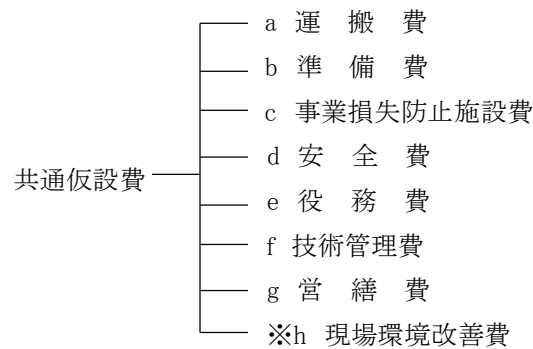 a 運 搬 費
b 準 備 費
c 事業損失防止施設費
d 安 全 費
共通仮設費
e 役 務 費
f 技術管理費
g 営 繕 費
※h 現場環境改善費